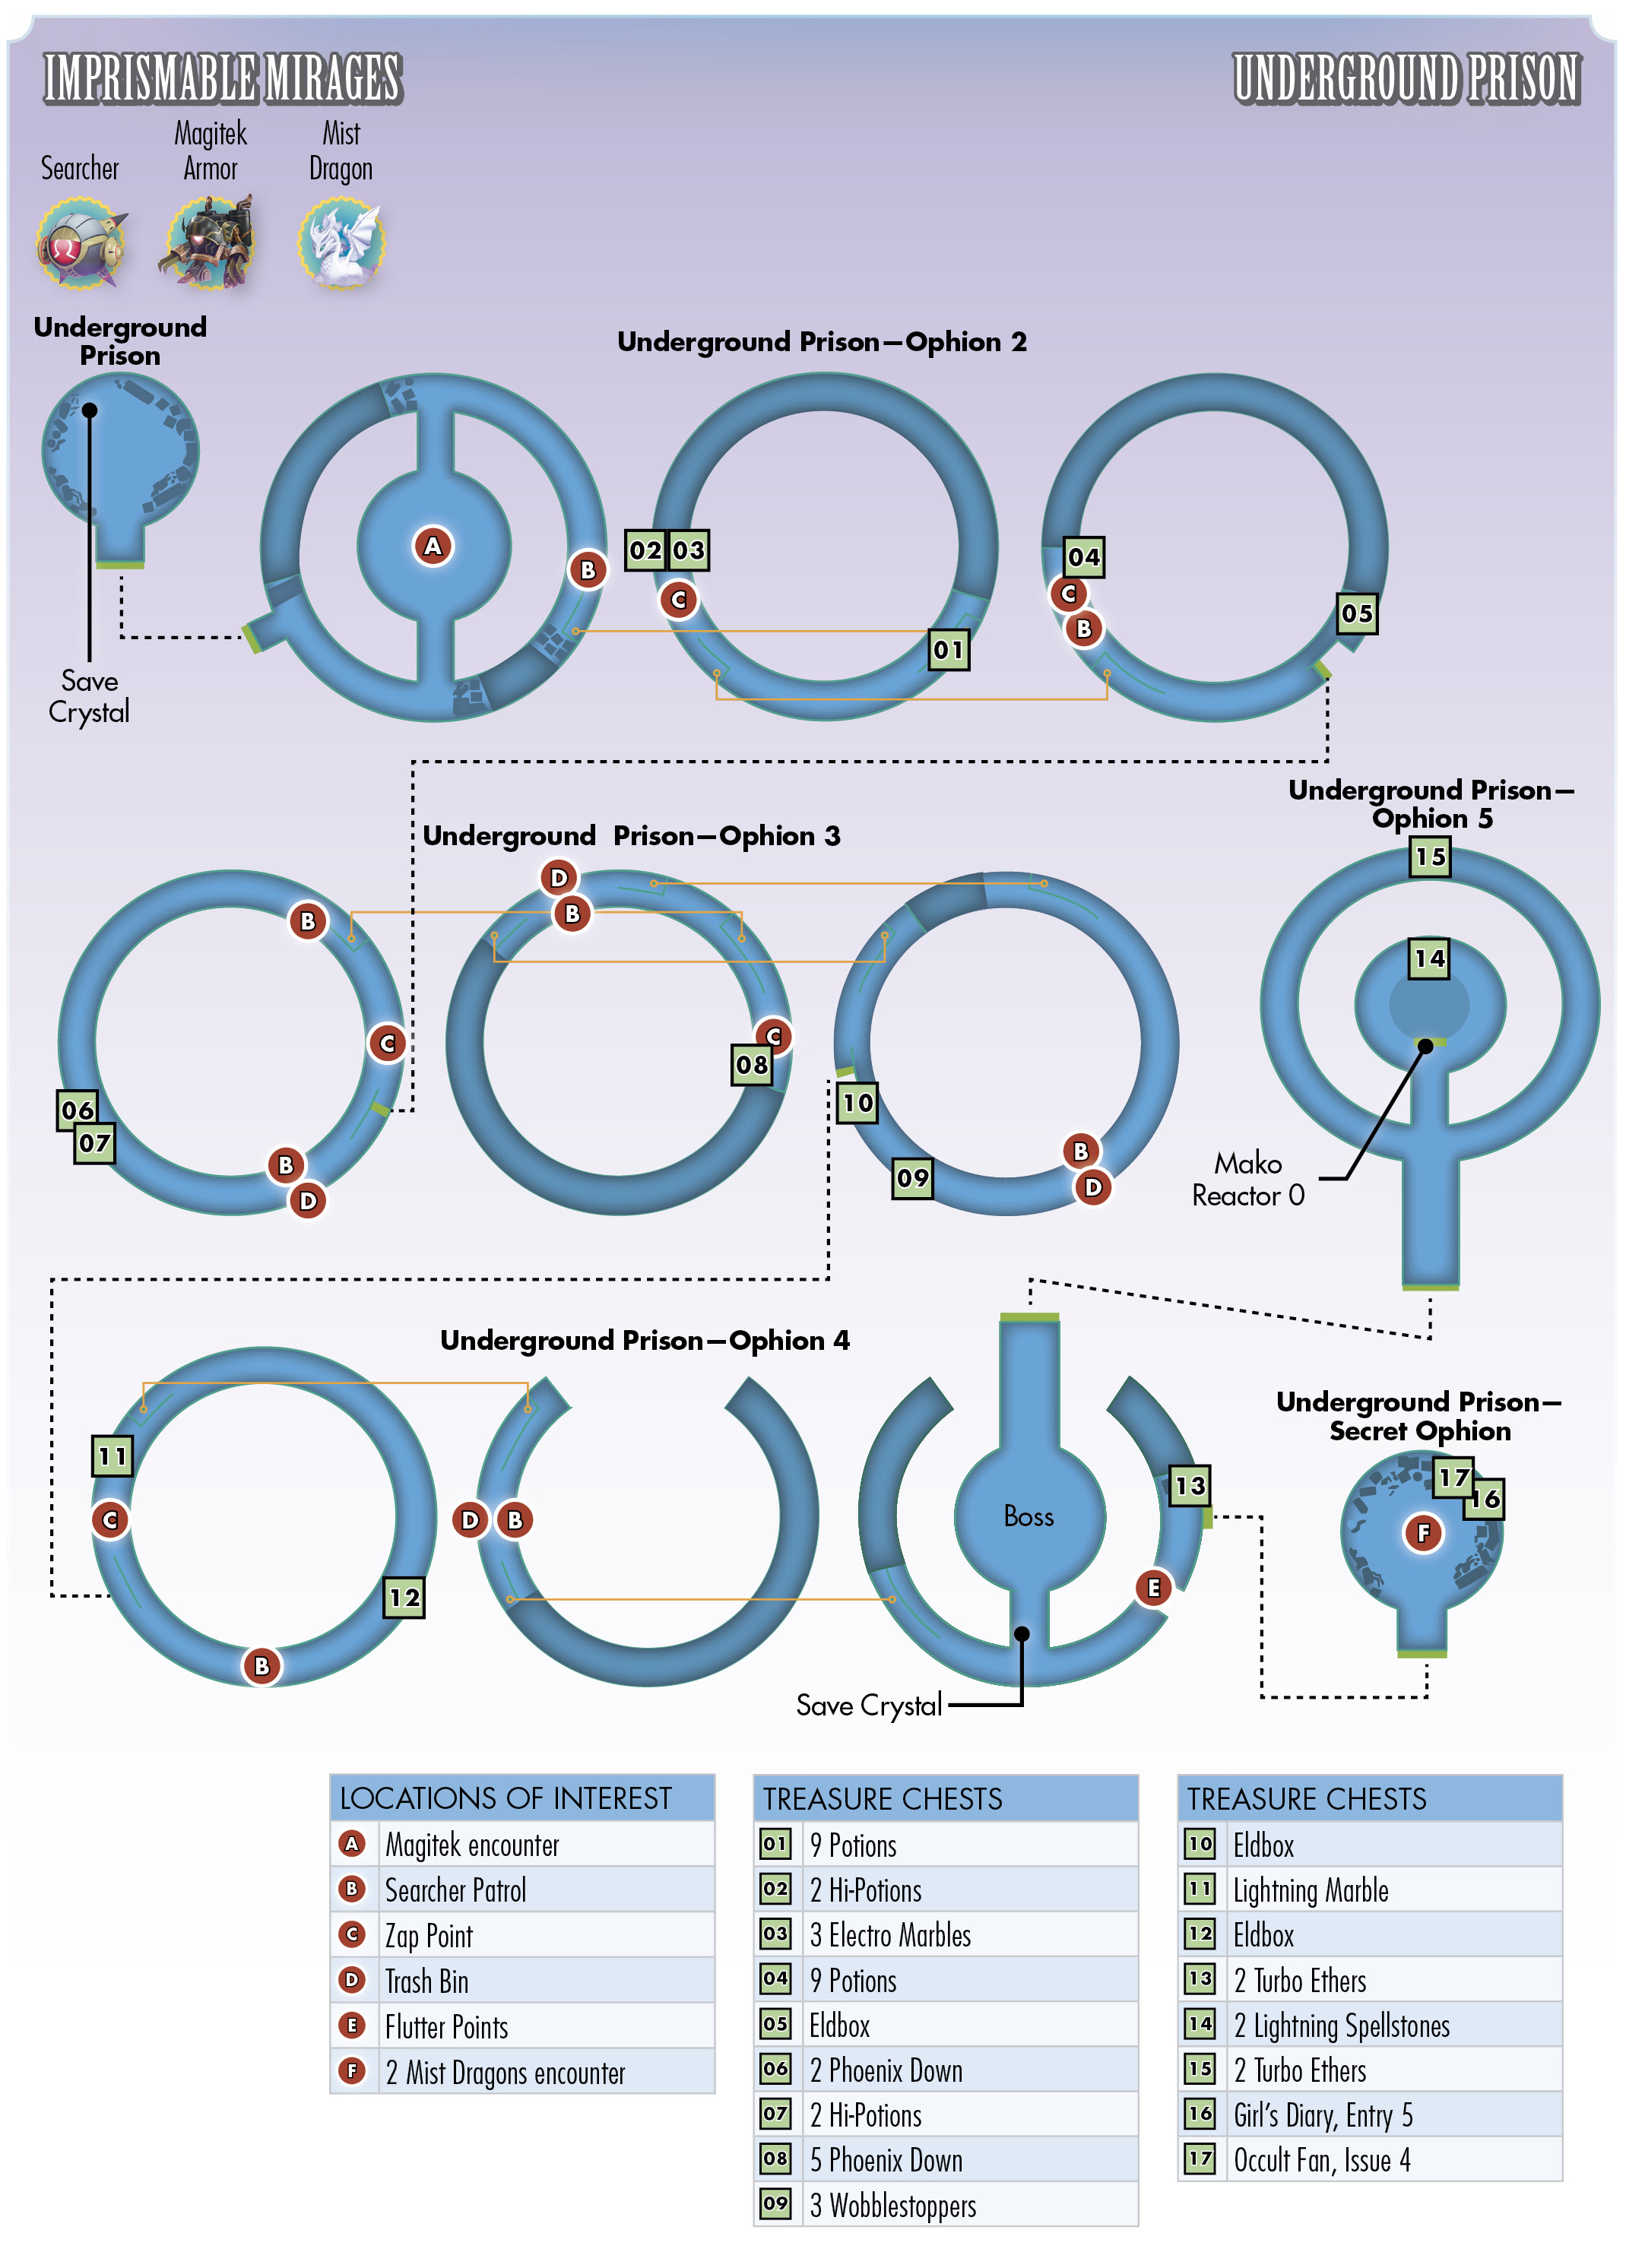 IMPRISMABLE MIRAGES
UNDERGROUND PRISON
Searcher
Magitek
Armor
Mist
Dragon
Underground
Prison
Save
Crystal
Underground Prison—Ophion 2
A
B
02 03
C
01
04
C
B
05
Underground Prison—Ophion 3
B
C
06
07
B
D
D
B
C
08
10
09
B
D
Underground Prison—
Ophion 5
15
14
Mako
Reactor 0
Underground Prison—Ophion 4
11
C
12
B
D B
Boss
13
E
Save Crystal
Underground Prison—
Secret Ophion
17
16
F
LOCATIONS OF INTEREST
A Magitek encounter
B Searcher Patrol
C Zap Point
D Trash Bin
E Flutter Points
F 2 Mist Dragons encounter
TREASURE CHESTS
01 9 Potions
02 2 Hi-Potions
03 3 Electro Marbles
04 9 Potions
05 Eldbox
06 2 Phoenix Down
07 2 Hi-Potions
08 5 Phoenix Down
09 3 Wobblestoppers
TREASURE CHESTS
10 Eldbox
11 Lightning Marble
12 Eldbox
13 2 Turbo Ethers
14 2 Lightning Spellstones
15 2 Turbo Ethers
16 Girl's Diary, Entry 5
17 Occult Fan, Issue 4